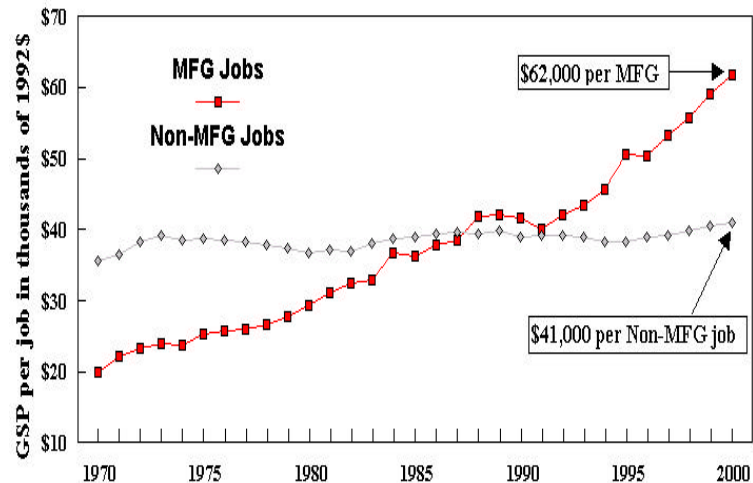 $70
$60
$50
$40
$30
$20
$10
GSP per job in thousands of 1992$
MFG Jobs
Non-MFG Jobs
$62,000 per MFG
$41,000 per Non-MFG job
1970 1975 1980 1985 1990 1995 2000